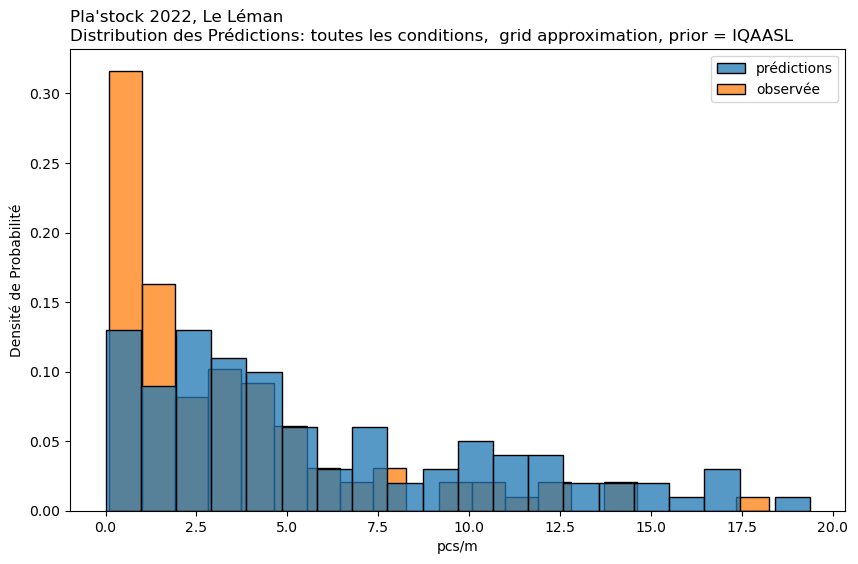 Pla'stock 2022, Le Léman
Distribution des Prédictions: toutes les conditions,  grid approximation, prior = IQAASL
prédictions
observée
Densité de Probabilité
0.30
0.25
0.20
0.15
0.10
0.05
0.00
0.0 2.5 5.0 7.5 10.0 12.5 15.0 17.5 20.0
pcs/m